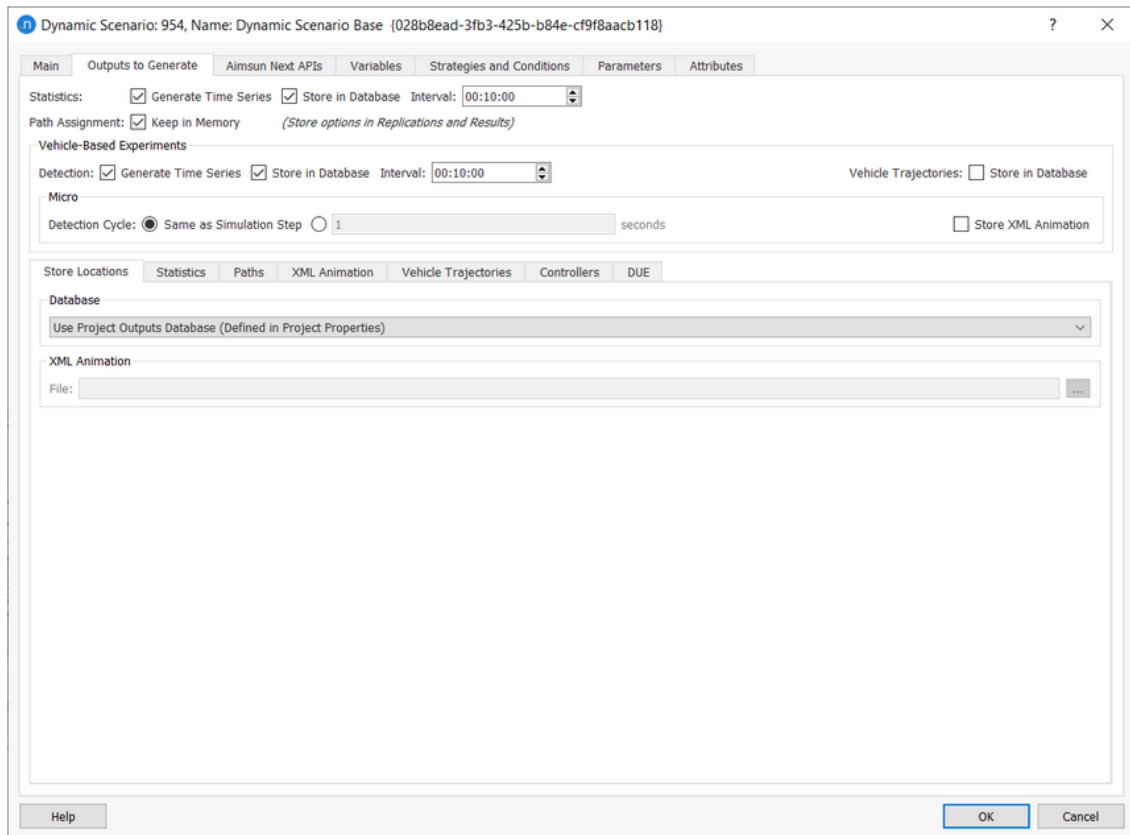 Dynamic Scenario: 954, Name: Dynamic Scenario Base {028b8ead-3fb3-425b-b84e-cf9f8aacb118}
Main Outputs to Generate Aimsun Next APIs Variables Strategies and Conditions Parameters Attributes
Statistics: Generate Time Series Store in Database Interval: 00:10:00
Path Assignment: Keep in Memory (Store options in Replications and Results)
Vehicle-Based Experiments
Detection: Generate Time Series Store in Database Interval: 00:10:00 Vehicle Trajectories: Store in Database
Micro
Detection Cycle: Same as Simulation Step 1 seconds Store XML Animation
Store Locations Statistics Paths XML Animation Vehicle Trajectories Controllers DUE
Database
Use Project Outputs Database (Defined in Project Properties)
XML Animation
File: ...
Help OK Cancel